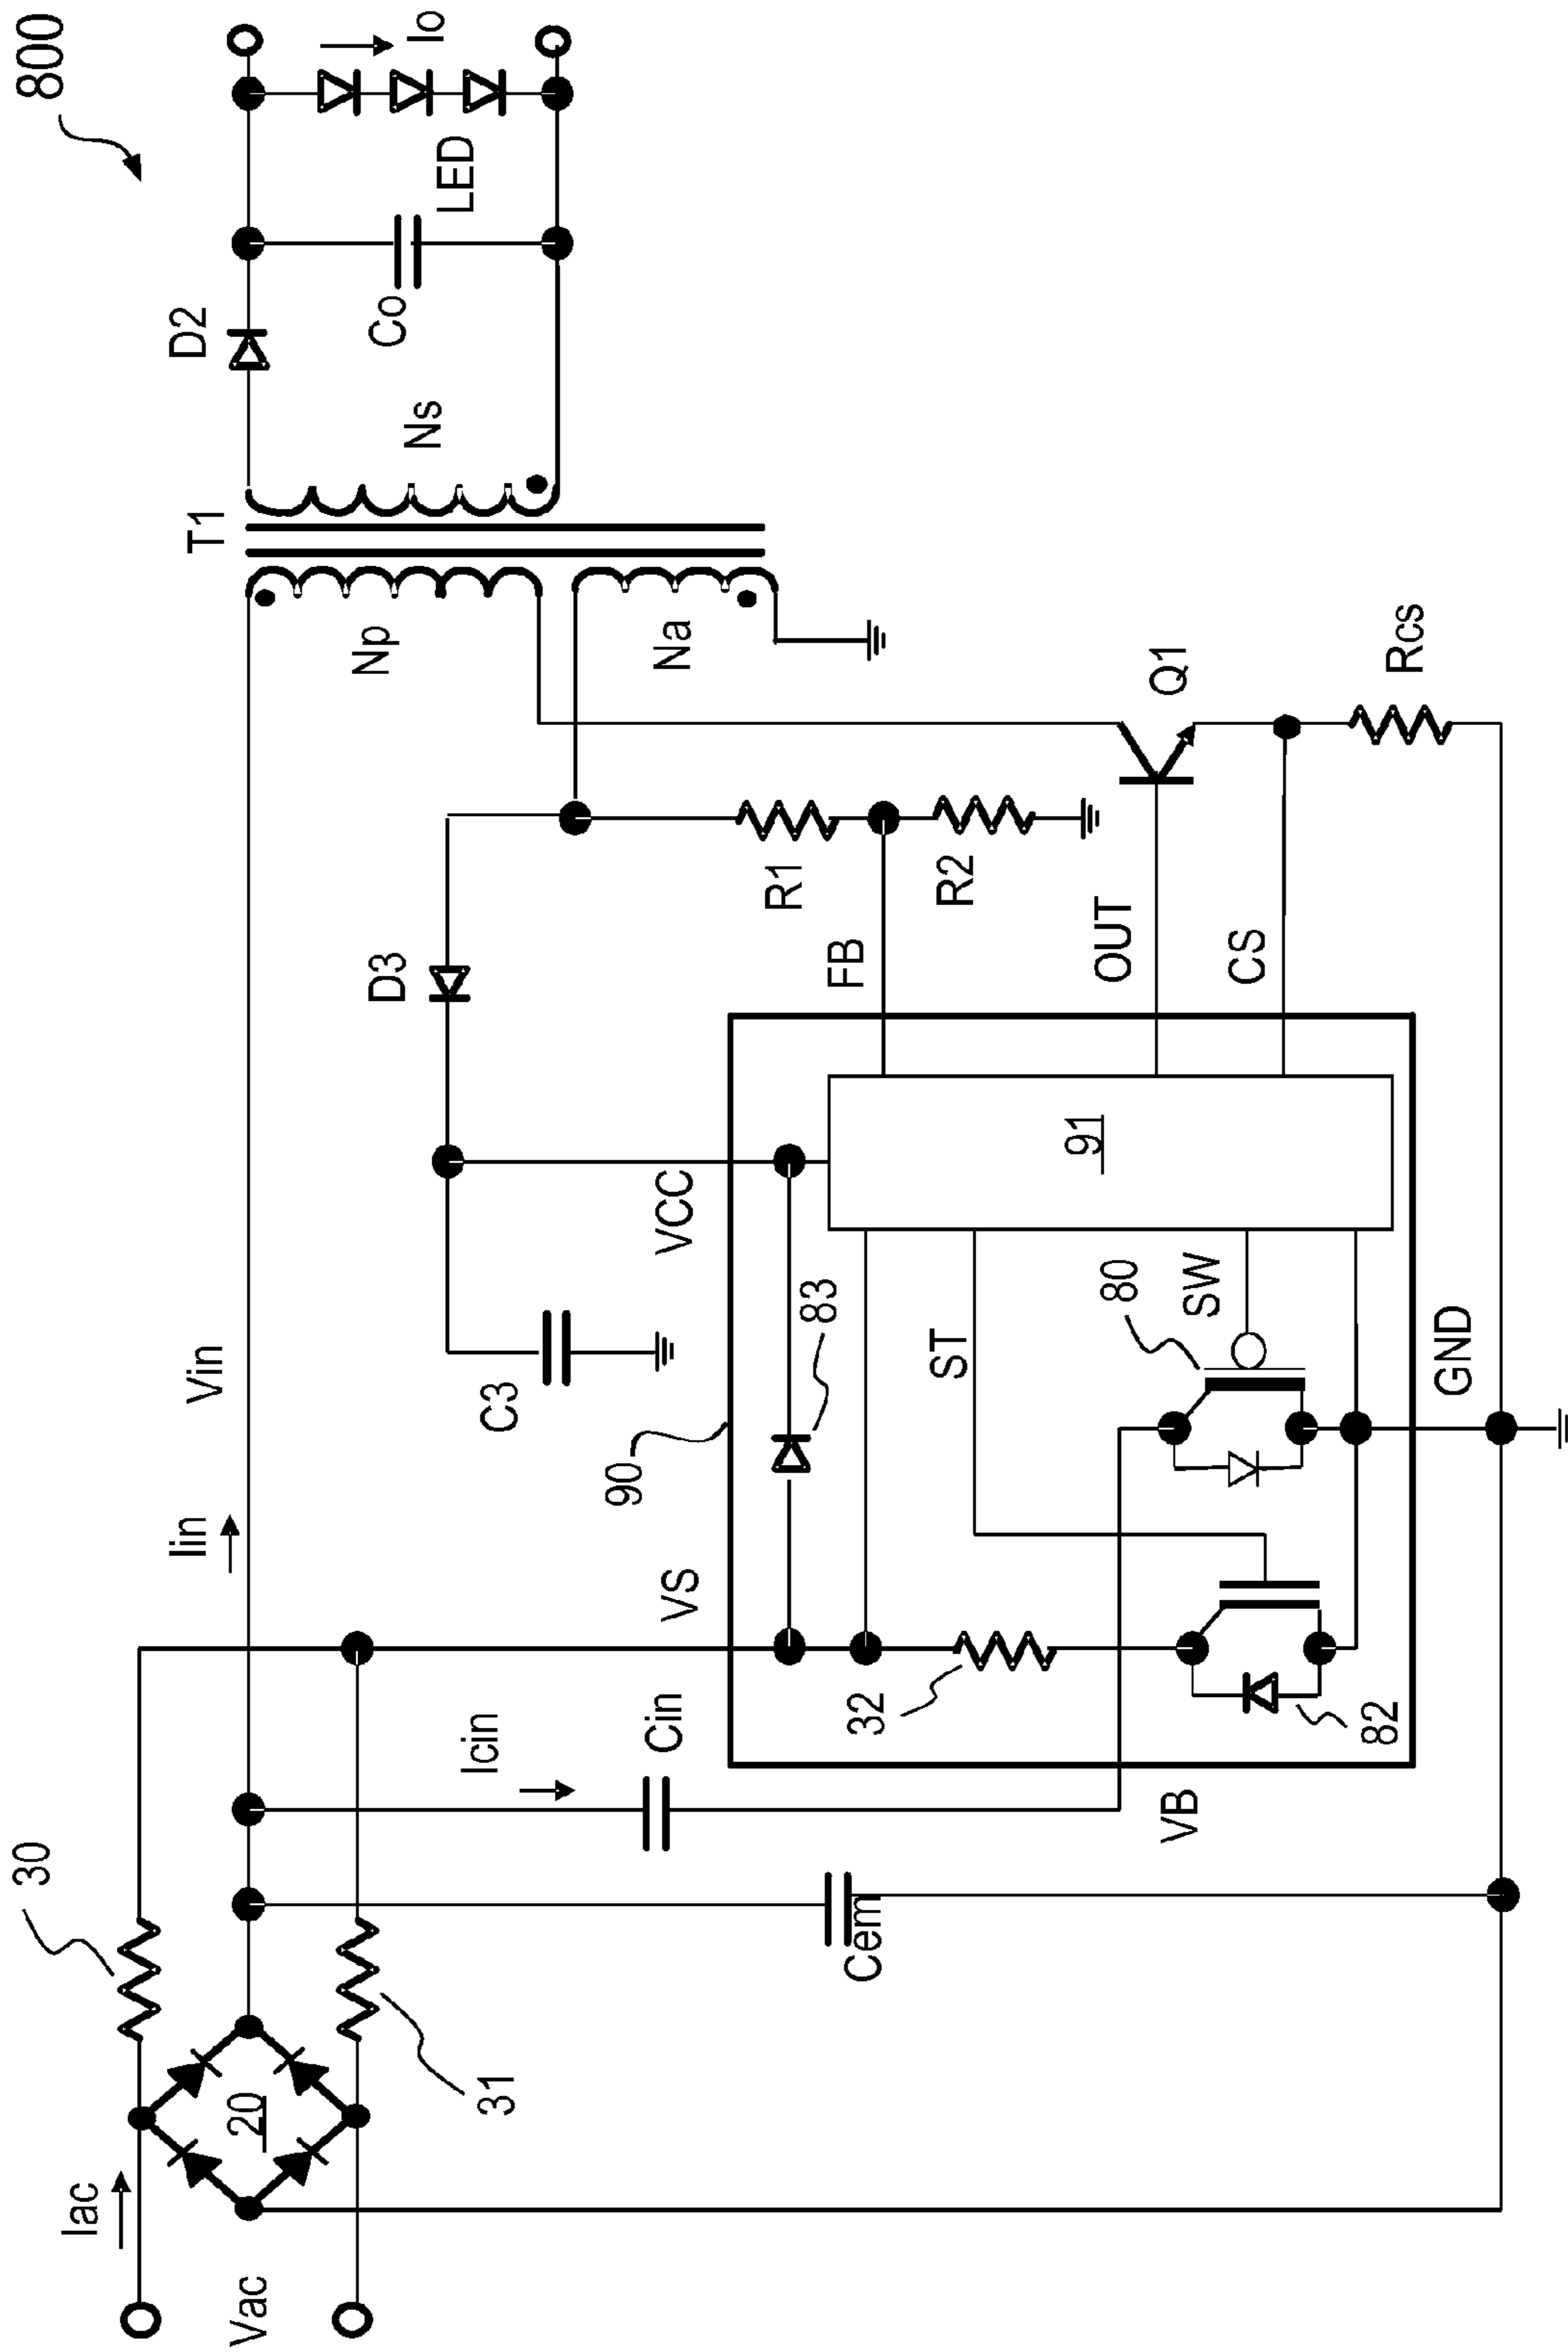 800
Vac
Iac
20
30
31
Iin
Vin
Icin
Cin
Cem
VB
VS
VCC
90
83
32
82
80
ST
SW
GND
91
C3
D3
FB
OUT
CS
R1
R2
Q1
Rcs
Np
Na
T1
Ns
D2
Co
LED
Io